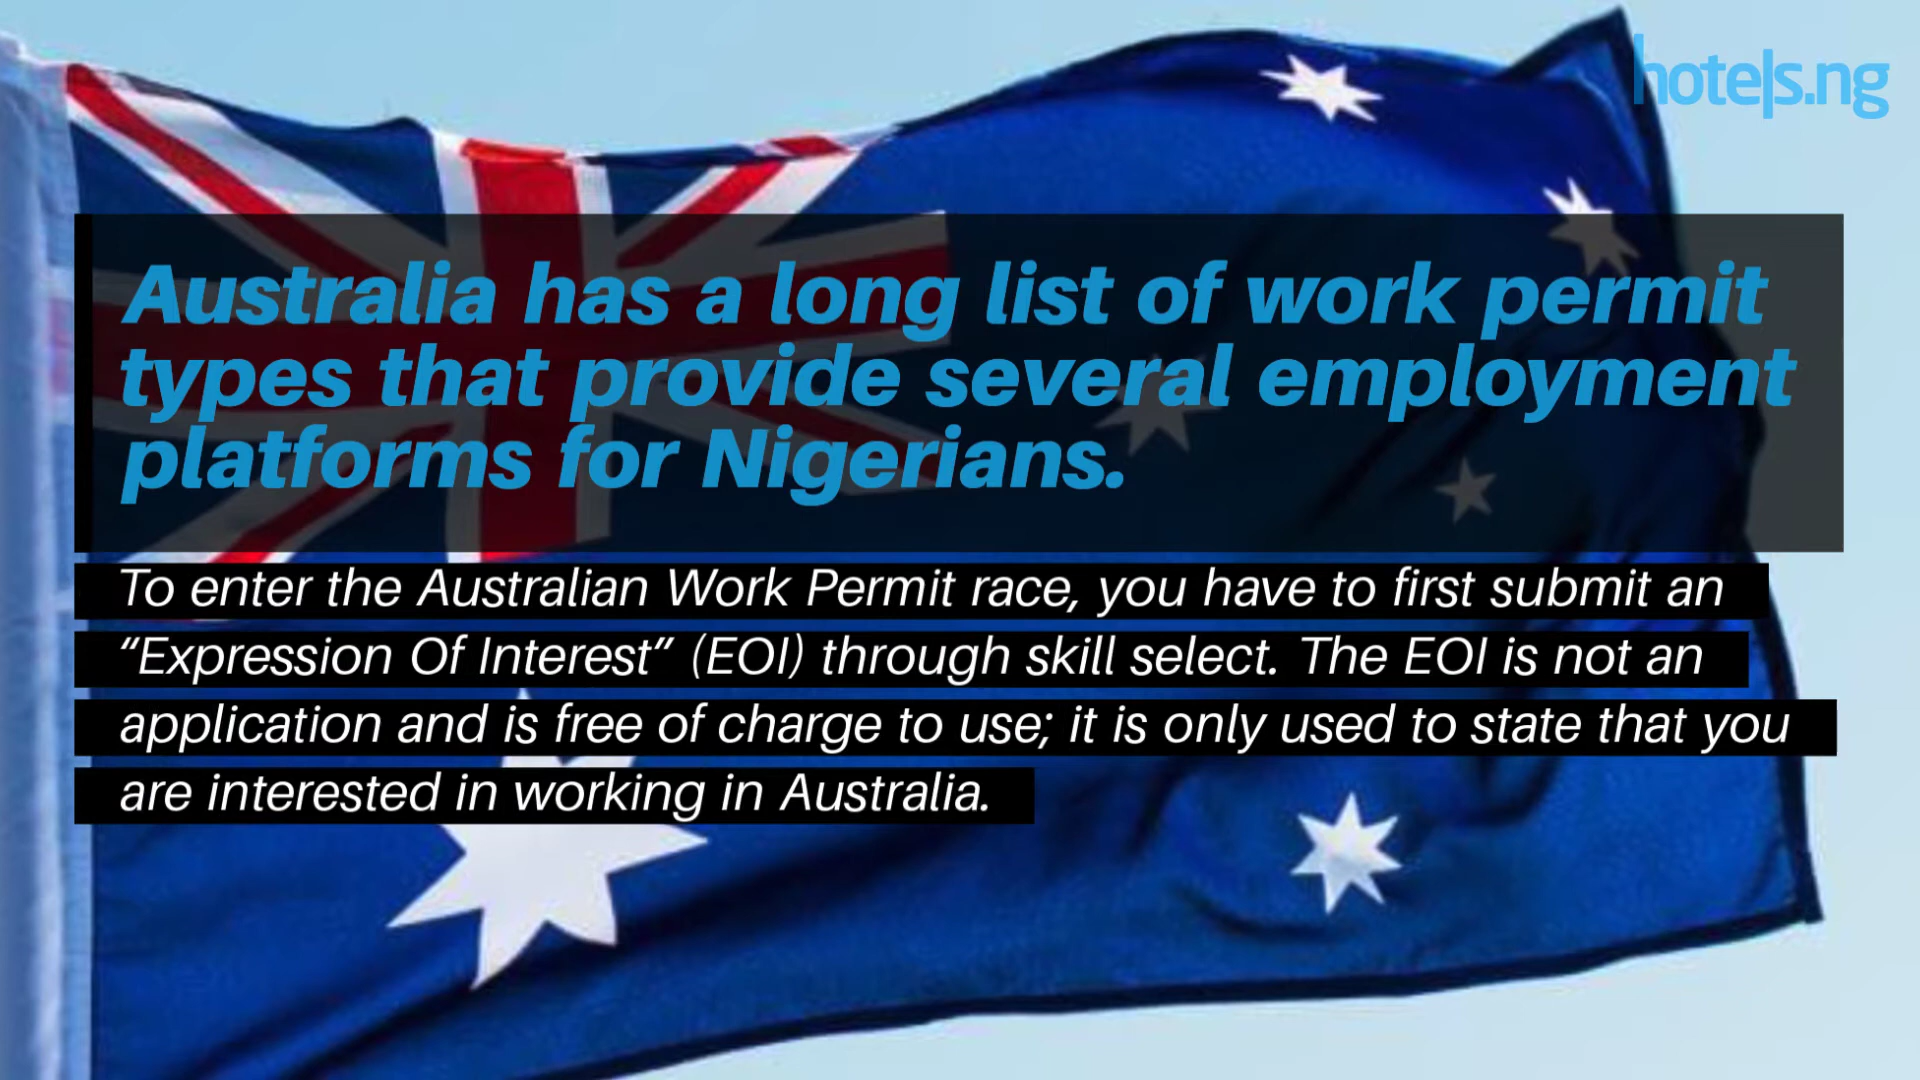 hotels.ng
Australia has a long list of work permit
types that provide several employment
platforms for Nigerians.
To enter the Australian Work Permit race, you have to first submit an
“Expression Of Interest” (EOI) through skill select. The EOI is not an
application and is free of charge to use; it is only used to state that you
are interested in working in Australia.